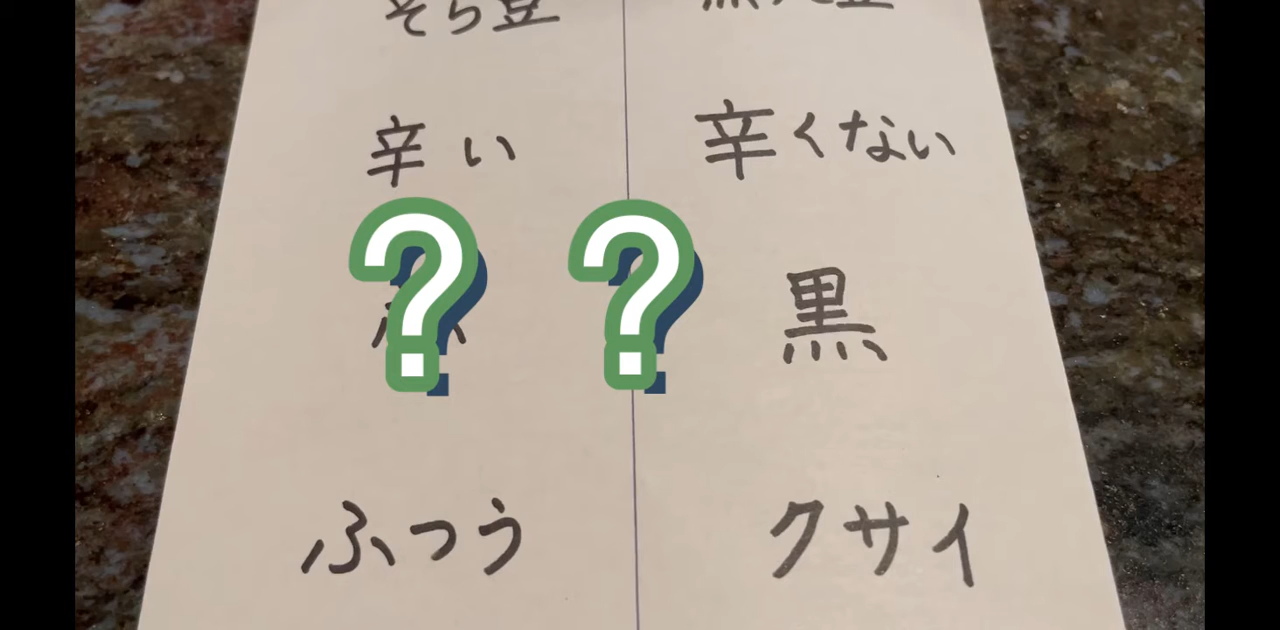 そら豆
辛い 辛くない
? ? 黒
ふつう クサイ